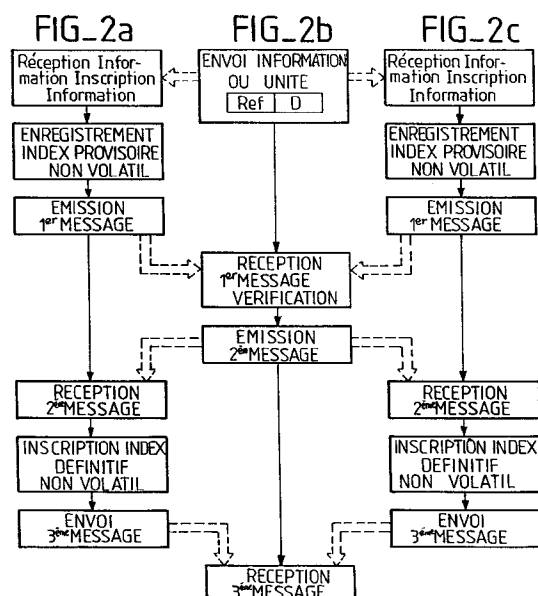 FIG_2a
FIG_2b
FIG_2c
Réception Infor-
mation Inscription
Information
ENVOI INFORMATION
OU UNITE
Ref D
Réception Infor-
mation Inscription
Information
ENREGISTREMENT
INDEX PROVISOIRE
NON VOLATIL
ENREGISTREMENT
INDEX PROVISOIRE
NON VOLATIL
EMISSION
1er MESSAGE
EMISSION
1er MESSAGE
RECEPTION
1er MESSAGE
VERIFICATION
EMISSION
2ème MESSAGE
RECEPTION
2ème MESSAGE
RECEPTION
2ème MESSAGE
INSCRIPTION INDEX
DEFINITIF
NON VOLATIL
INSCRIPTION INDEX
DEFINITIF
NON VOLATIL
ENVOI
3ème MESSAGE
ENVOI
3ème MESSAGE
RECEPTION
3ème MESSAGE